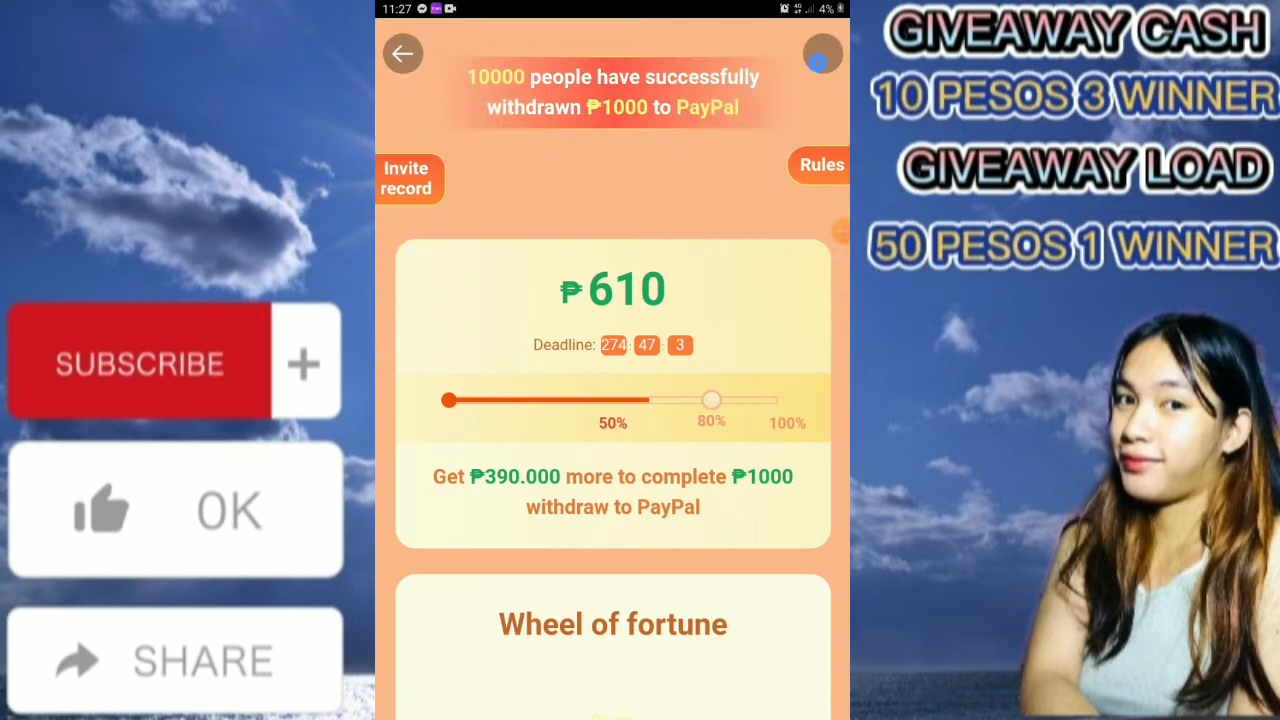 11:27
4G
4%
10000 people have successfully
withdrawn ₱1000 to PayPal
Invite
record
Rules
₱610
Deadline: 274: 47: 3
50%
80%
100%
Get ₱390.000 more to complete ₱1000
withdraw to PayPal
Wheel of fortune
SUBSCRIBE
+
0K
SHARE
GIVEAWAY CASH
10 PESOS 3 WINNER
GIVEAWAY LOAD
50 PESOS 1 WINNER